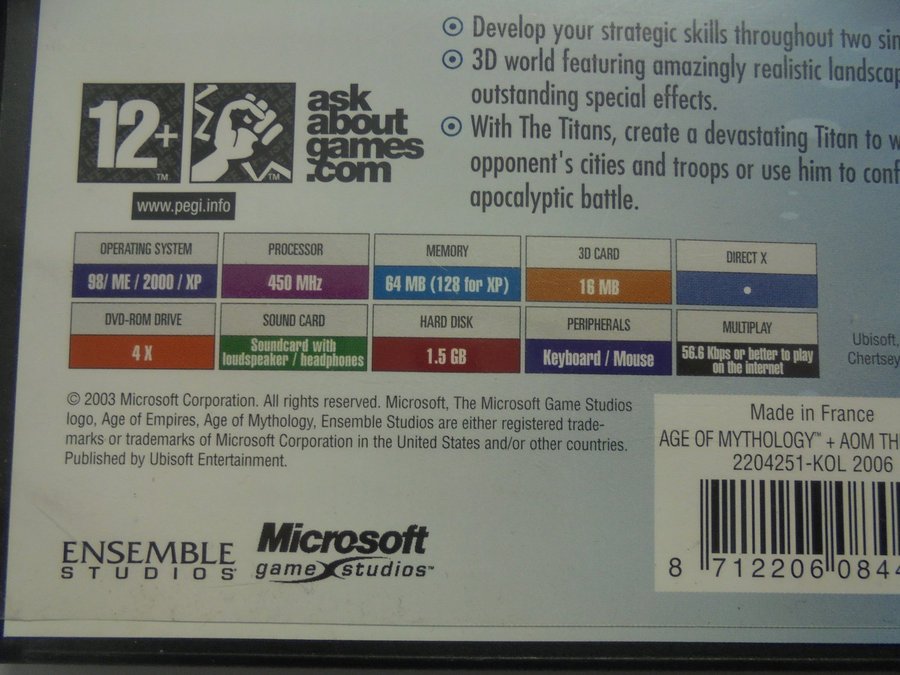 Develop your strategic skills throughout two
3D world featuring amazingly realistic
outstanding special effects.
With The Titans, create a devastating Titan to
opponent's cities and troops or use him to
apocalyptic battle.
12+
TM
TM
ask
about
games
.com
www.pegi.info
OPERATING SYSTEM
98/ ME / 2000 / XP
PROCESSOR
450 MHz
MEMORY
64 MB (128 for XP)
3D CARD
16 MB
DIRECT X
•
DVD-ROM DRIVE
4 X
SOUND CARD
Soundcard with
loudspeaker / headphones
HARD DISK
1.5 GB
PERIPHERALS
Keyboard / Mouse
MULTIPLAY
56.6 Kbps or better to play
on the internet
Ubisoft,
Chertsey
© 2003 Microsoft Corporation. All rights reserved. Microsoft, The Microsoft Game Studios
logo, Age of Empires, Age of Mythology, Ensemble Studios are either registered trade-
marks or trademarks of Microsoft Corporation in the United States and/or other countries.
Published by Ubisoft Entertainment.
Made in France
AGE OF MYTHOLOGY™ + AOM
2204251-KOL 2006
8 712206 084
ENSEMBLE
STUDIOS
Microsoft
game studios™